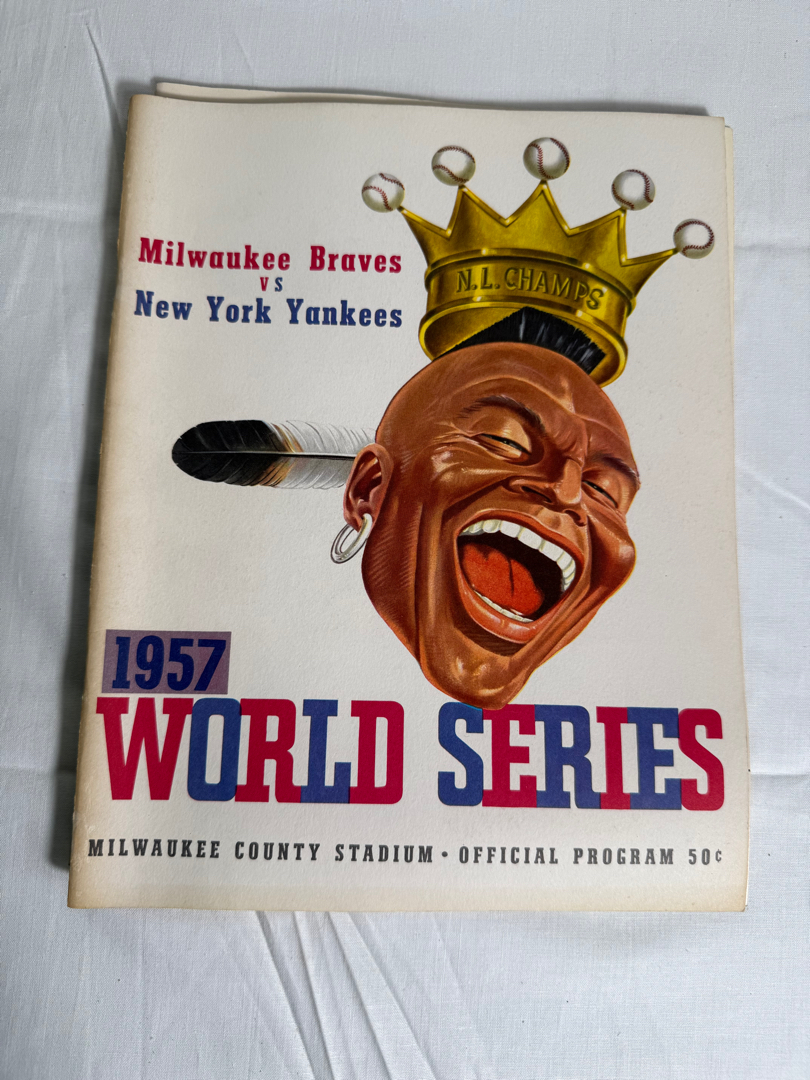 N.L. CHAMPS
Milwaukee Braves
VS
New York Yankees
1957
WORLD SERIES
MILWAUKEE COUNTY STADIUM • OFFICIAL PROGRAM 50¢